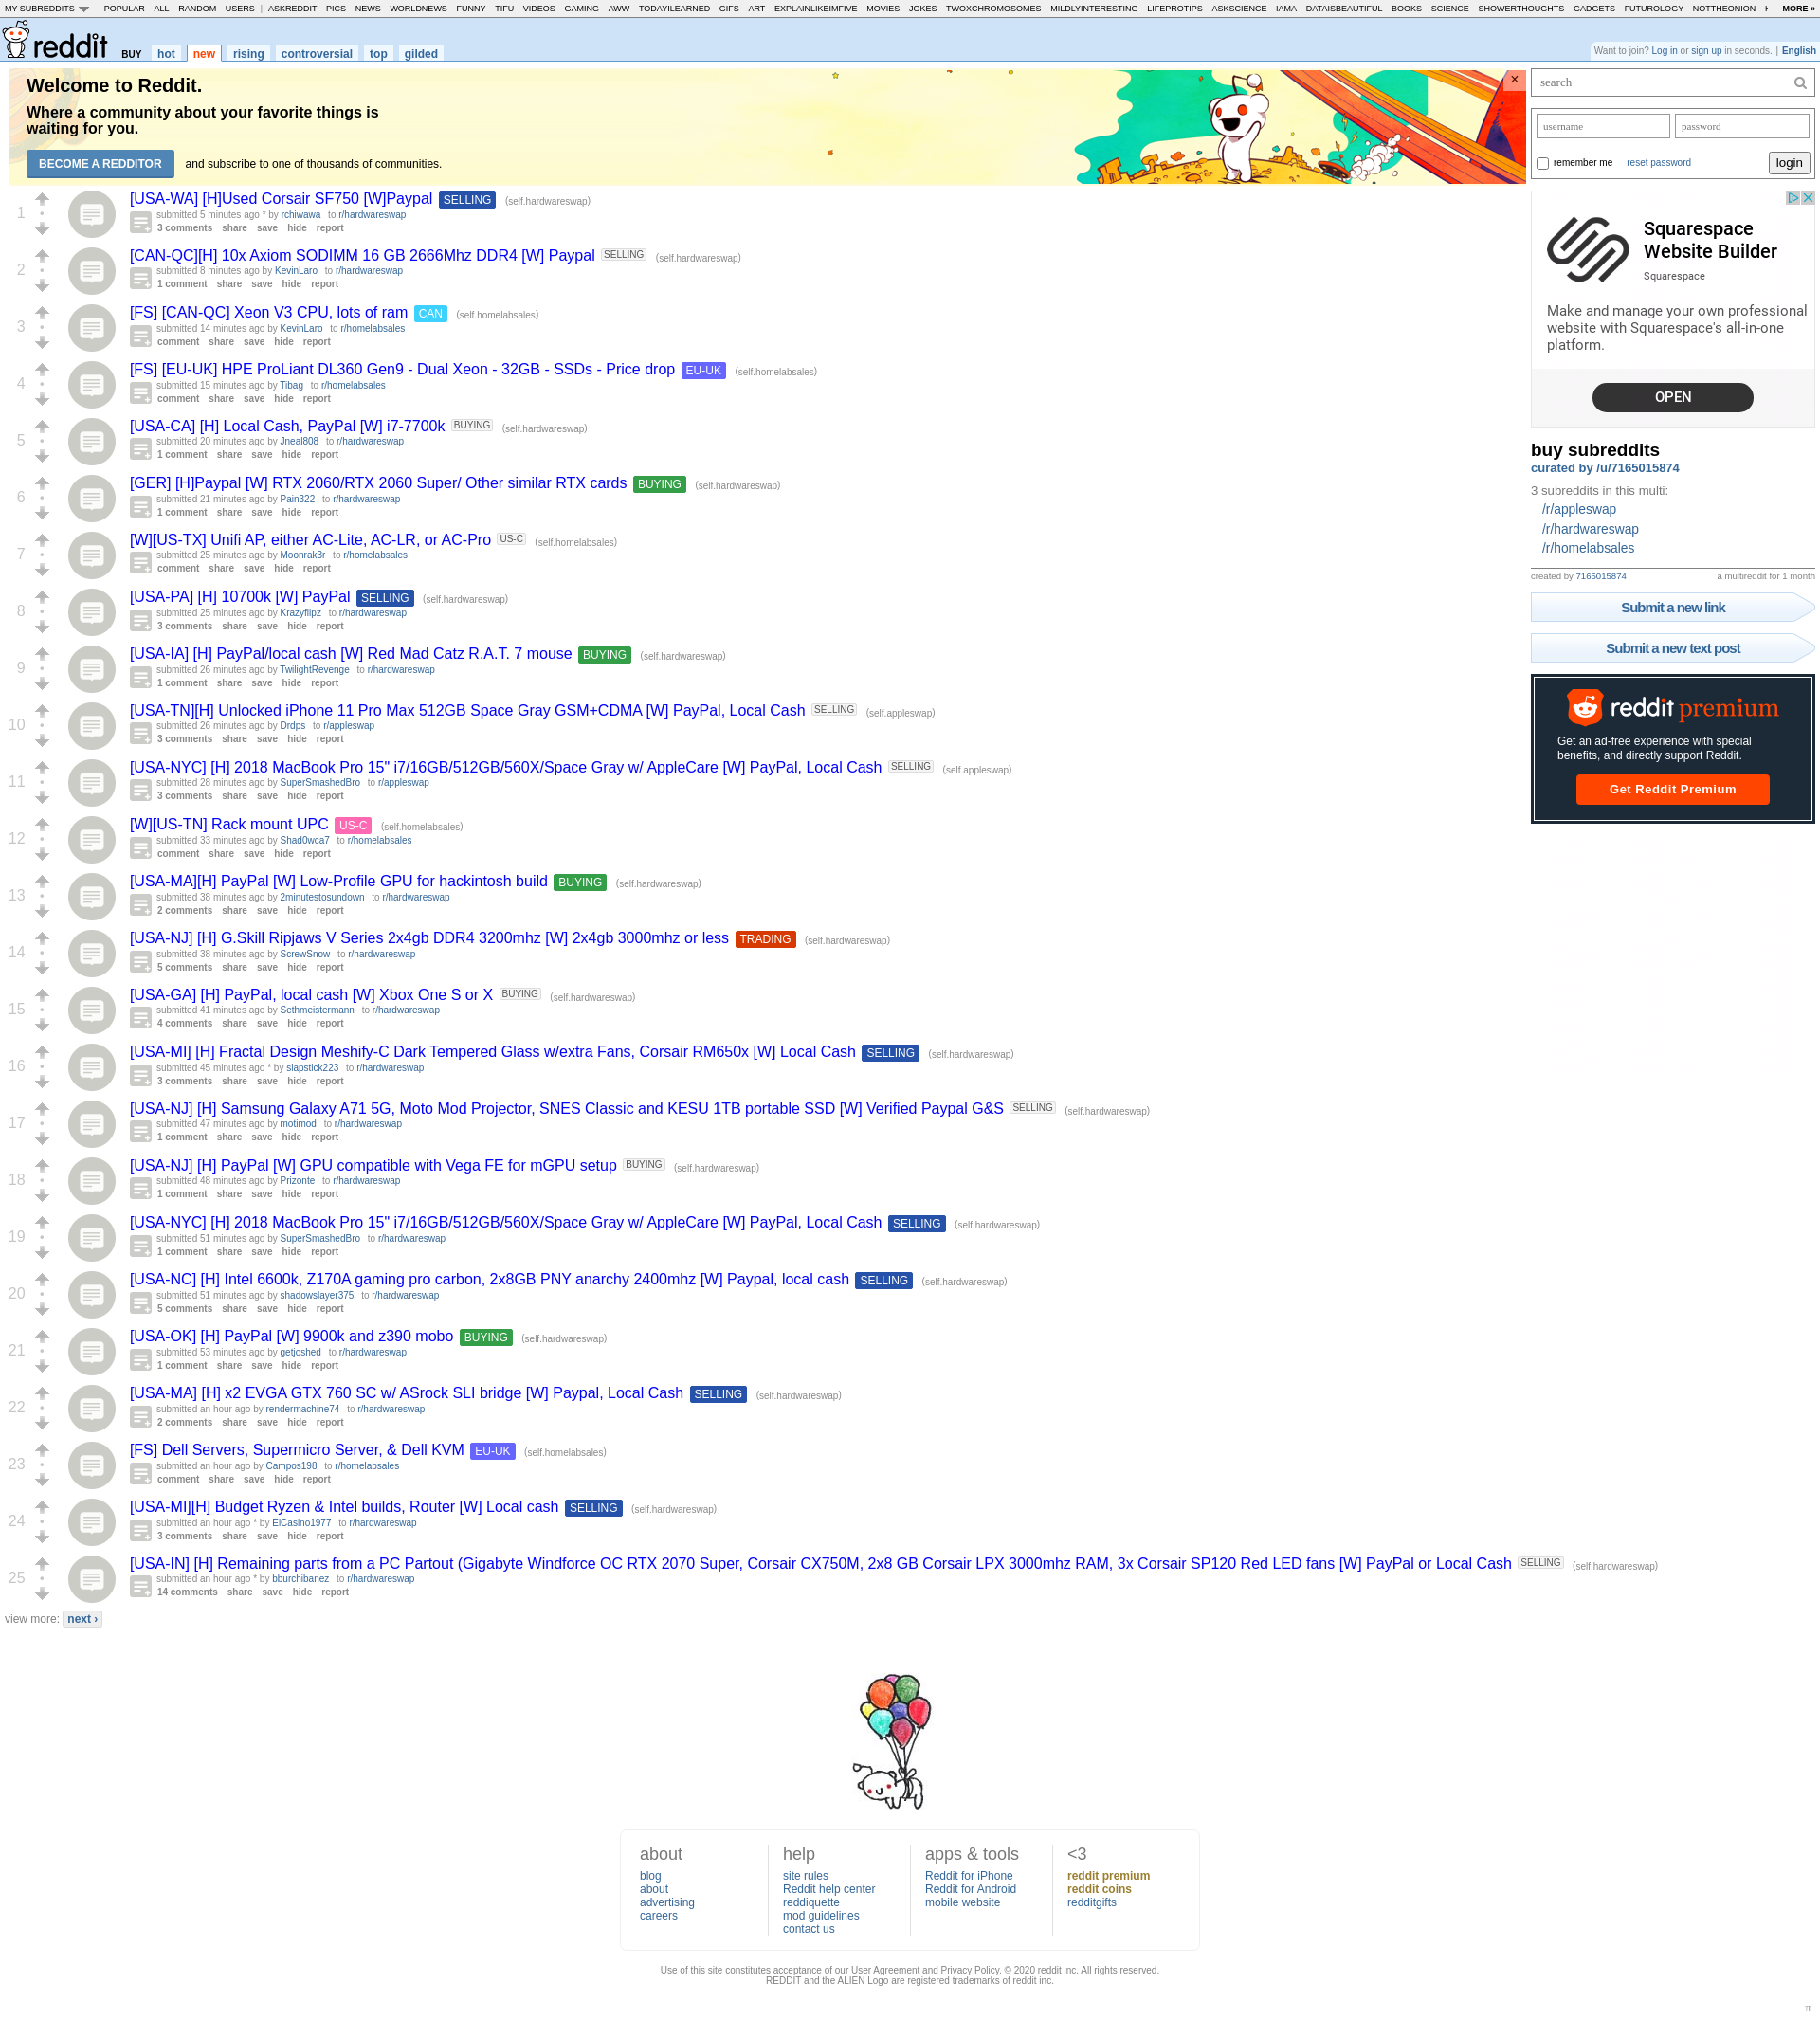 MY SUBREDDITS POPULAR - ALL - RANDOM - USERS | ASKREDDIT - PICS - NEWS - WORLDNEWS - FUNNY - TIFU - VIDEOS - GAMING - AWW - TODAYILEARNED - GIFS - ART - EXPLAINLIKEIMFIVE - MOVIES - JOKES - TWOXCHROMOSOMES - MILDLYINTERESTING - LIFEPROTIPS - ASKSCIENCE - IAMA - DATAISBEAUTIFUL - BOOKS - SCIENCE - SHOWERTHOUGHTS - GADGETS - FUTUROLOGY - NOTTHEONION - MORE »
reddit BUY hot new rising controversial top gilded
Want to join? Log in or sign up in seconds. | English
Welcome to Reddit.
Where a community about your favorite things is
waiting for you.
BECOME A REDDITOR and subscribe to one of thousands of communities.
×
1
[USA-WA] [H]Used Corsair SF750 [W]Paypal SELLING (self.hardwareswap)
submitted 5 minutes ago * by rchiwawa to r/hardwareswap
3 comments share save hide report
2
[CAN-QC][H] 10x Axiom SODIMM 16 GB 2666Mhz DDR4 [W] Paypal SELLING (self.hardwareswap)
submitted 8 minutes ago by KevinLaro to r/hardwareswap
1 comment share save hide report
3
[FS] [CAN-QC] Xeon V3 CPU, lots of ram CAN (self.homelabsales)
submitted 14 minutes ago by KevinLaro to r/homelabsales
comment share save hide report
4
[FS] [EU-UK] HPE ProLiant DL360 Gen9 - Dual Xeon - 32GB - SSDs - Price drop EU-UK (self.homelabsales)
submitted 15 minutes ago by Tibag to r/homelabsales
comment share save hide report
5
[USA-CA] [H] Local Cash, PayPal [W] i7-7700k BUYING (self.hardwareswap)
submitted 20 minutes ago by Jneal808 to r/hardwareswap
1 comment share save hide report
6
[GER] [H]Paypal [W] RTX 2060/RTX 2060 Super/ Other similar RTX cards BUYING (self.hardwareswap)
submitted 21 minutes ago by Pain322 to r/hardwareswap
1 comment share save hide report
7
[W][US-TX] Unifi AP, either AC-Lite, AC-LR, or AC-Pro US-C (self.homelabsales)
submitted 25 minutes ago by Moonrak3r to r/homelabsales
comment share save hide report
8
[USA-PA] [H] 10700k [W] PayPal SELLING (self.hardwareswap)
submitted 25 minutes ago by Krazyflipz to r/hardwareswap
3 comments share save hide report
9
[USA-IA] [H] PayPal/local cash [W] Red Mad Catz R.A.T. 7 mouse BUYING (self.hardwareswap)
submitted 26 minutes ago by TwilightRevenge to r/hardwareswap
1 comment share save hide report
10
[USA-TN][H] Unlocked iPhone 11 Pro Max 512GB Space Gray GSM+CDMA [W] PayPal, Local Cash SELLING (self.appleswap)
submitted 26 minutes ago by Drdps to r/appleswap
3 comments share save hide report
11
[USA-NYC] [H] 2018 MacBook Pro 15" i7/16GB/512GB/560X/Space Gray w/ AppleCare [W] PayPal, Local Cash SELLING (self.appleswap)
submitted 28 minutes ago by SuperSmashedBro to r/appleswap
3 comments share save hide report
12
[W][US-TN] Rack mount UPC US-C (self.homelabsales)
submitted 33 minutes ago by Shad0wca7 to r/homelabsales
comment share save hide report
13
[USA-MA][H] PayPal [W] Low-Profile GPU for hackintosh build BUYING (self.hardwareswap)
submitted 38 minutes ago by 2minutestosundown to r/hardwareswap
2 comments share save hide report
14
[USA-NJ] [H] G.Skill Ripjaws V Series 2x4gb DDR4 3200mhz [W] 2x4gb 3000mhz or less TRADING (self.hardwareswap)
submitted 38 minutes ago by ScrewSnow to r/hardwareswap
5 comments share save hide report
15
[USA-GA] [H] PayPal, local cash [W] Xbox One S or X BUYING (self.hardwareswap)
submitted 41 minutes ago by Sethmeistermann to r/hardwareswap
4 comments share save hide report
16
[USA-MI] [H] Fractal Design Meshify-C Dark Tempered Glass w/extra Fans, Corsair RM650x [W] Local Cash SELLING (self.hardwareswap)
submitted 45 minutes ago * by slapstick223 to r/hardwareswap
3 comments share save hide report
17
[USA-NJ] [H] Samsung Galaxy A71 5G, Moto Mod Projector, SNES Classic and KESU 1TB portable SSD [W] Verified Paypal G&S SELLING (self.hardwareswap)
submitted 47 minutes ago by motimod to r/hardwareswap
1 comment share save hide report
18
[USA-NJ] [H] PayPal [W] GPU compatible with Vega FE for mGPU setup BUYING (self.hardwareswap)
submitted 48 minutes ago by Prizonte to r/hardwareswap
1 comment share save hide report
19
[USA-NYC] [H] 2018 MacBook Pro 15" i7/16GB/512GB/560X/Space Gray w/ AppleCare [W] PayPal, Local Cash SELLING (self.hardwareswap)
submitted 51 minutes ago by SuperSmashedBro to r/hardwareswap
1 comment share save hide report
20
[USA-NC] [H] Intel 6600k, Z170A gaming pro carbon, 2x8GB PNY anarchy 2400mhz [W] Paypal, local cash SELLING (self.hardwareswap)
submitted 51 minutes ago by shadowslayer375 to r/hardwareswap
5 comments share save hide report
21
[USA-OK] [H] PayPal [W] 9900k and z390 mobo BUYING (self.hardwareswap)
submitted 53 minutes ago by getjoshed to r/hardwareswap
1 comment share save hide report
22
[USA-MA] [H] x2 EVGA GTX 760 SC w/ ASrock SLI bridge [W] Paypal, Local Cash SELLING (self.hardwareswap)
submitted an hour ago by rendermachine74 to r/hardwareswap
2 comments share save hide report
23
[FS] Dell Servers, Supermicro Server, & Dell KVM EU-UK (self.homelabsales)
submitted an hour ago by Campos198 to r/homelabsales
comment share save hide report
24
[USA-MI][H] Budget Ryzen & Intel builds, Router [W] Local cash SELLING (self.hardwareswap)
submitted an hour ago * by ElCasino1977 to r/hardwareswap
3 comments share save hide report
25
[USA-IN] [H] Remaining parts from a PC Partout (Gigabyte Windforce OC RTX 2070 Super, Corsair CX750M, 2x8 GB Corsair LPX 3000mhz RAM, 3x Corsair SP120 Red LED fans [W] PayPal or Local Cash SELLING (self.hardwareswap)
submitted an hour ago * by bburchibanez to r/hardwareswap
14 comments share save hide report
view more: next ›
search
username password
remember me reset password login
Squarespace
Website Builder
Squarespace
Make and manage your own professional
website with Squarespace's all-in-one
platform.
OPEN
buy subreddits
curated by /u/7165015874
3 subreddits in this multi:
/r/appleswap
/r/hardwareswap
/r/homelabsales
created by 7165015874 a multireddit for 1 month
Submit a new link
Submit a new text post
reddit premium
Get an ad-free experience with special
benefits, and directly support Reddit.
Get Reddit Premium
about
blog
about
advertising
careers
help
site rules
Reddit help center
reddiquette
mod guidelines
contact us
apps & tools
Reddit for iPhone
Reddit for Android
mobile website
<3
reddit premium
reddit coins
redditgifts
Use of this site constitutes acceptance of our User Agreement and Privacy Policy. © 2020 reddit inc. All rights reserved.
REDDIT and the ALIEN Logo are registered trademarks of reddit inc.
π